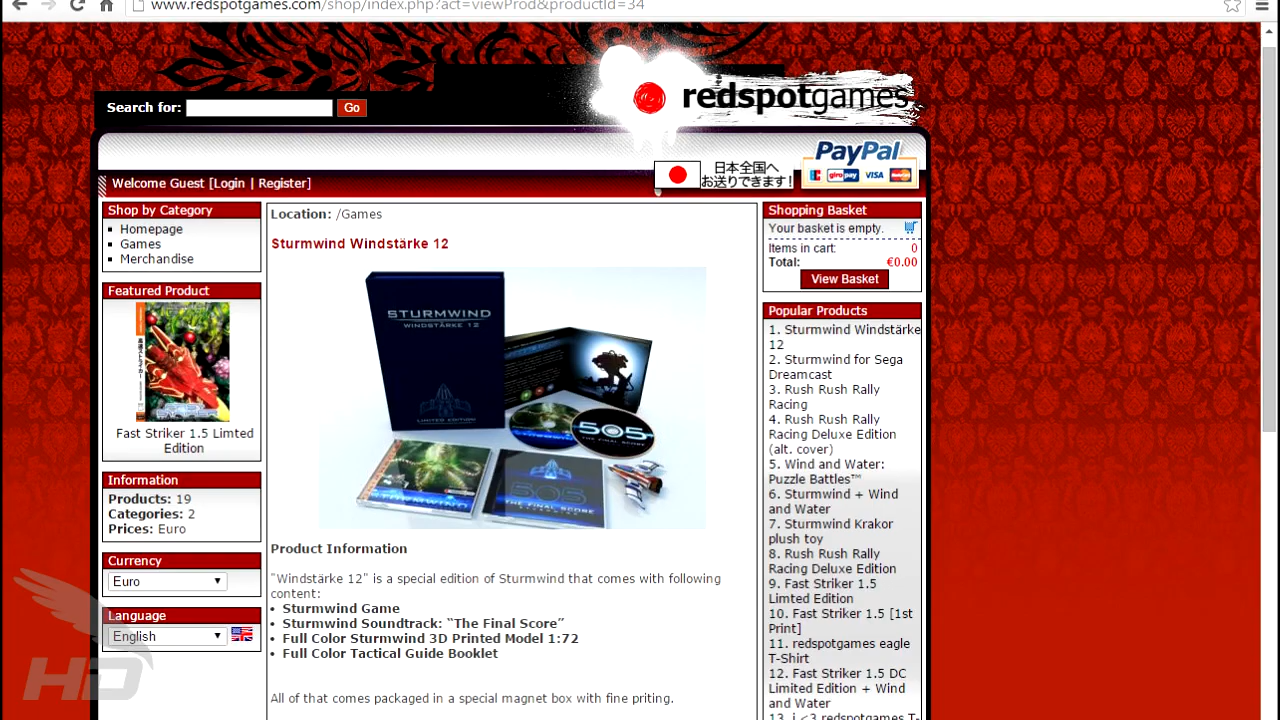 www.redspotgames.com/shop/index.php?act=viewProd&productId=34
Search for:
Go
redspotgames
日本全国へ
お送りできます!
PayPal
giropay
VISA
Welcome Guest [Login | Register]
Shop by Category
Homepage
Games
Merchandise
Featured Product
Fast Striker 1.5 Limted
Edition
Information
Products: 19
Categories: 2
Prices: Euro
Currency
Euro
Language
English
HD
Location: /Games
Sturmwind Windstärke 12
STURMWIND
WINDSTÄRKE 12
LIMITED EDITION
505
THE FINAL SCORE
STURMWIND
505
THE FINAL SCORE
Product Information
"Windstärke 12" is a special edition of Sturmwind that comes with following
content:
• Sturmwind Game
• Sturmwind Soundtrack: “The Final Score”
• Full Color Sturmwind 3D Printed Model 1:72
• Full Color Tactical Guide Booklet
All of that comes packaged in a special magnet box with fine priting.
Shopping Basket
Your basket is empty.
Items in cart: 0
Total: €0.00
View Basket
Popular Products
1. Sturmwind Windstärke
12
2. Sturmwind for Sega
Dreamcast
3. Rush Rush Rally
Racing
4. Rush Rush Rally
Racing Deluxe Edition
(alt. cover)
5. Wind and Water:
Puzzle Battles™
6. Sturmwind + Wind
and Water
7. Sturmwind Krakor
plush toy
8. Rush Rush Rally
Racing Deluxe Edition
9. Fast Striker 1.5
Limted Edition
10. Fast Striker 1.5 [1st
Print]
11. redspotgames eagle
T-Shirt
12. Fast Striker 1.5 DC
Limited Edition + Wind
and Water
13. i <3 redspotgames T-